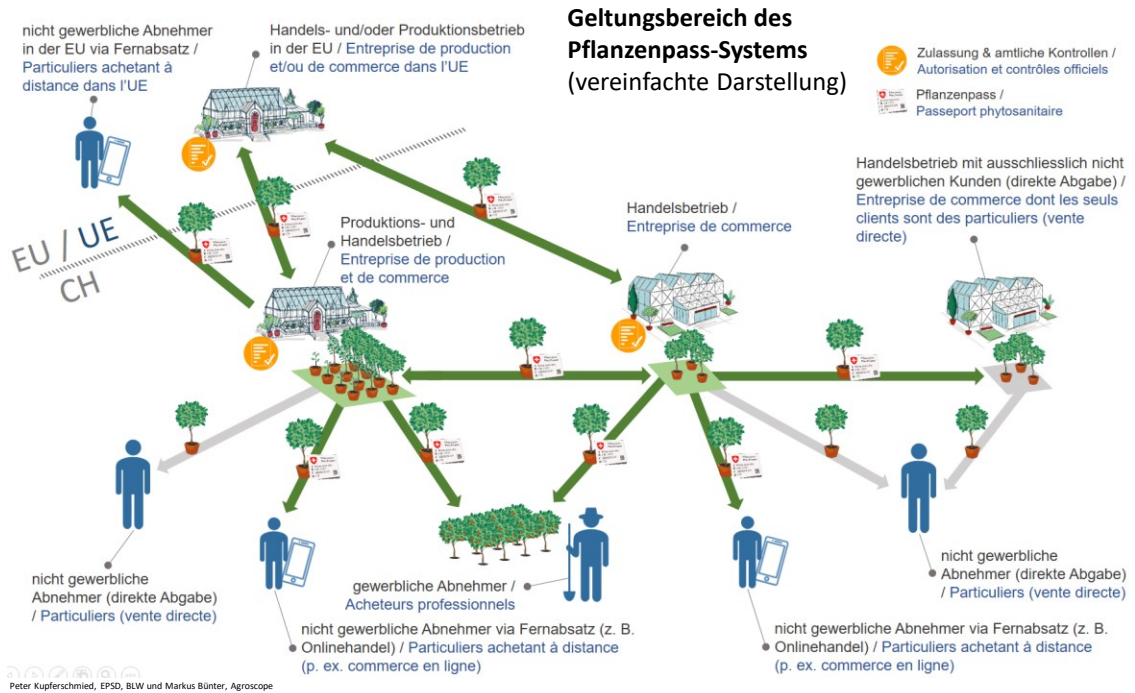 Geltungsbereich des
Pflanzenpass-Systems
(vereinfachte Darstellung)
Zulassung & amtliche Kontrollen /
Autorisation et contrôles officiels
Pflanzenpass /
Passeport phytosanitaire
nicht gewerbliche Abnehmer
in der EU via Fernabsatz /
Particuliers achetant à
distance dans l'UE
Handels- und/oder Produktionsbetrieb
in der EU / Entreprise de production
et/ou de commerce dans l'UE
EU / UE
CH
Produktions- und
Handelsbetrieb /
Entreprise de production
et de commerce
Handelsbetrieb /
Entreprise de commerce
Handelsbetrieb mit ausschliesslich nicht
gewerblichen Kunden (direkte Abgabe) /
Entreprise de commerce dont les seuls
clients sont des particuliers (vente
directe)
nicht gewerbliche
Abnehmer (direkte Abgabe)
/ Particuliers (vente directe)
gewerbliche Abnehmer /
Acheteurs professionnels
nicht gewerbliche Abnehmer via Fernabsatz (z. B.
Onlinehandel) / Particuliers achetant à distance
(p. ex. commerce en ligne)
nicht gewerbliche
Abnehmer (direkte Abgabe)
/ Particuliers (vente directe)
nicht gewerbliche Abnehmer via Fernabsatz (z. B.
Onlinehandel) / Particuliers achetant à distance
(p. ex. commerce en ligne)
Peter Kupferschmied, EPSD, BLW und Markus Bünter, Agroscope